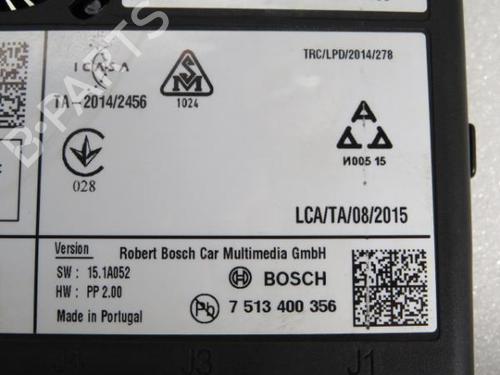 ICASA
TA-2014/2456
1024
TRC/LPD/2014/278
028
И005 15
LCA/TA/08/2015
Version
Robert Bosch Car Multimedia GmbH
SW : 15.1A052
BOSCH
HW : PP 2.00
Pb
7 513 400 356
Made in Portugal
J3
J1
B-PARTS